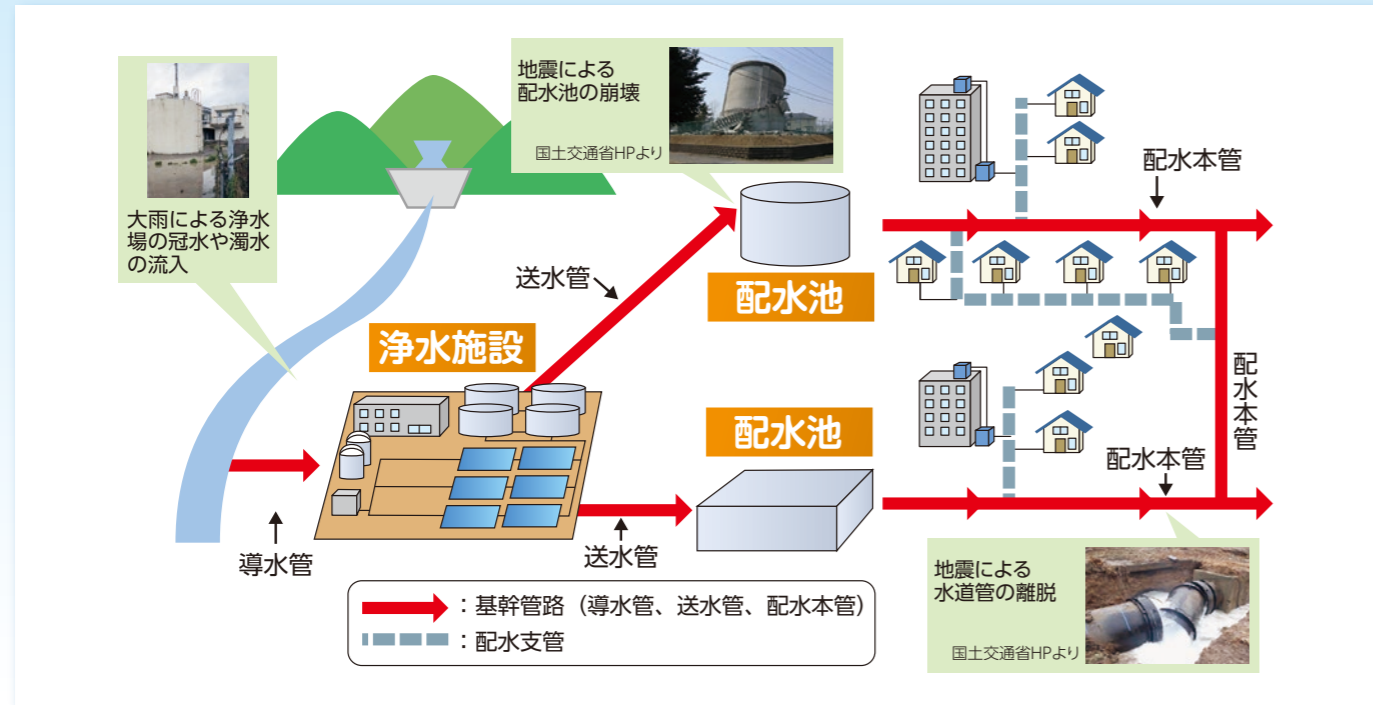 大雨による浄水
場の冠水や濁水
の流入
地震による
配水池の崩壊
国土交通省HPより
配水本管
送水管
配水池
浄水施設
配水本管
配水池
配水本管
導水管
送水管
：基幹管路（導水管、送水管、配水本管）
：配水支管
地震による
水道管の離脱
国土交通省HPより